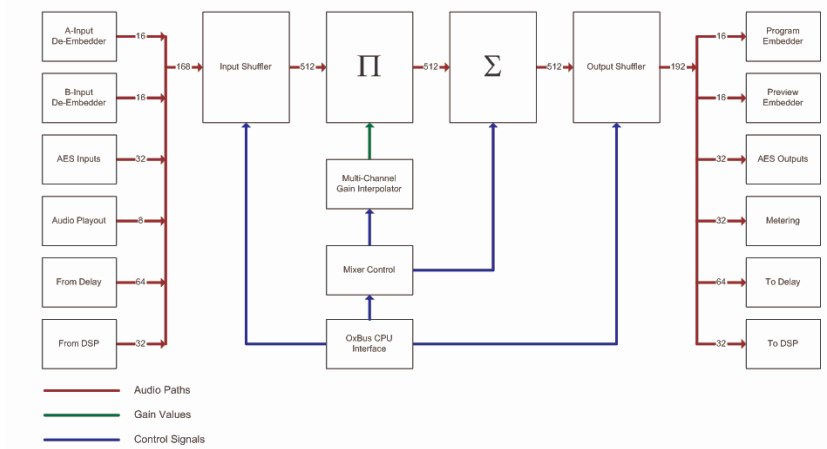 A-Input
De-Embedder
16
B-Input
De-Embedder
16
AES Inputs
32
Audio Playout
8
From Delay
64
From DSP
32
168
Input Shuffler
512
Π
512
Σ
512
Output Shuffler
192
Multi-Channel
Gain Interpolator
Mixer Control
OxBus CPU
Interface
16
Program
Embedder
16
Preview
Embedder
32
AES Outputs
32
Metering
64
To Delay
32
To DSP
Audio Paths
Gain Values
Control Signals